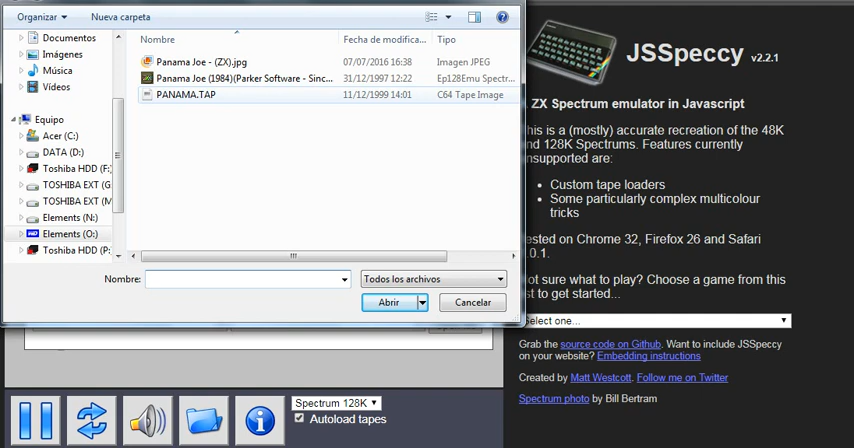 Organizar
Nueva carpeta
Nombre
Fecha de modifica...
Tipo
Documentos
Imágenes
Música
Vídeos
Equipo
Acer (C:)
DATA (D:)
Toshiba HDD (F:)
TOSHIBA EXT (G
TOSHIBA EXT (M
Elements (N:)
Elements (O:)
Toshiba HDD (P:
Panama Joe - (ZX).jpg
07/07/2016 16:38
Imagen JPEG
Panama Joe (1984)(Parker Software - Sinc...
31/12/1997 12:22
Ep128Emu Spectr...
PANAMA.TAP
11/12/1999 14:01
C64 Tape Image
Nombre:
Todos los archivos
Abrir
Cancelar
JSSpeccy v2.2.1
ZX Spectrum emulator in Javascript
his is a (mostly) accurate recreation of the 48K
nd 128K Spectrums. Features currently
nsupported are:
• Custom tape loaders
• Some particularly complex multicolour
tricks
ested on Chrome 32, Firefox 26 and Safari
.0.1.
ot sure what to play? Choose a game from this
st to get started...
Select one...
Grab the source code on Github. Want to include JSSpeccy
on your website? Embedding instructions
Created by Matt Westcott. Follow me on Twitter
Spectrum photo by Bill Bertram
Spectrum 128K
Autoload tapes